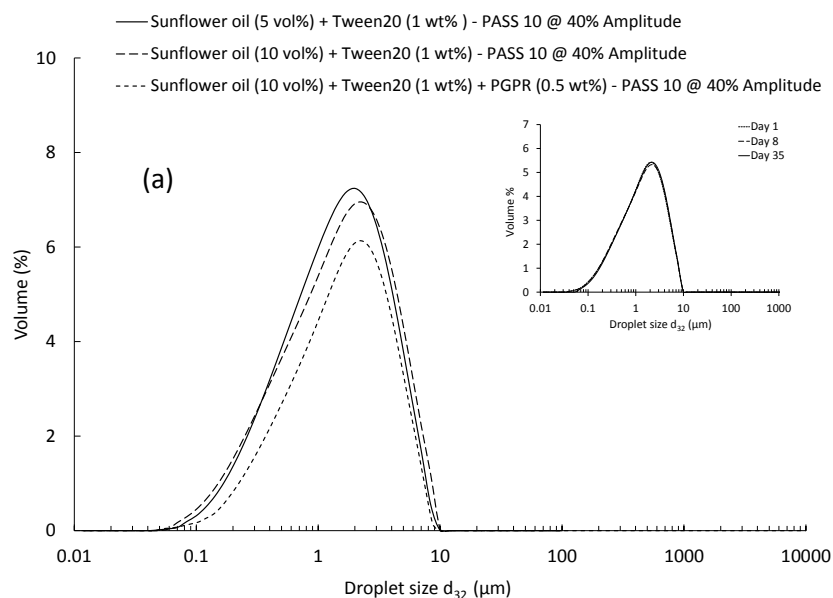 Sunflower oil (5 vol%) + Tween20 (1 wt% ) - PASS 10 @ 40% Amplitude
Sunflower oil (10 vol%) + Tween20 (1 wt%) - PASS 10 @ 40% Amplitude
Sunflower oil (10 vol%) + Tween20 (1 wt%) + PGPR (0.5 wt%) - PASS 10 @ 40% Amplitude
(a)
Volume (%)
10
8
6
4
2
0
0.01 0.1 1 10 100 1000 10000
Droplet size d32 (μm)
Day 1
Day 8
Day 35
Volume %
7
6
5
4
3
2
1
0
0.01 0.1 1 10 100 1000
Droplet size d32 (μm)